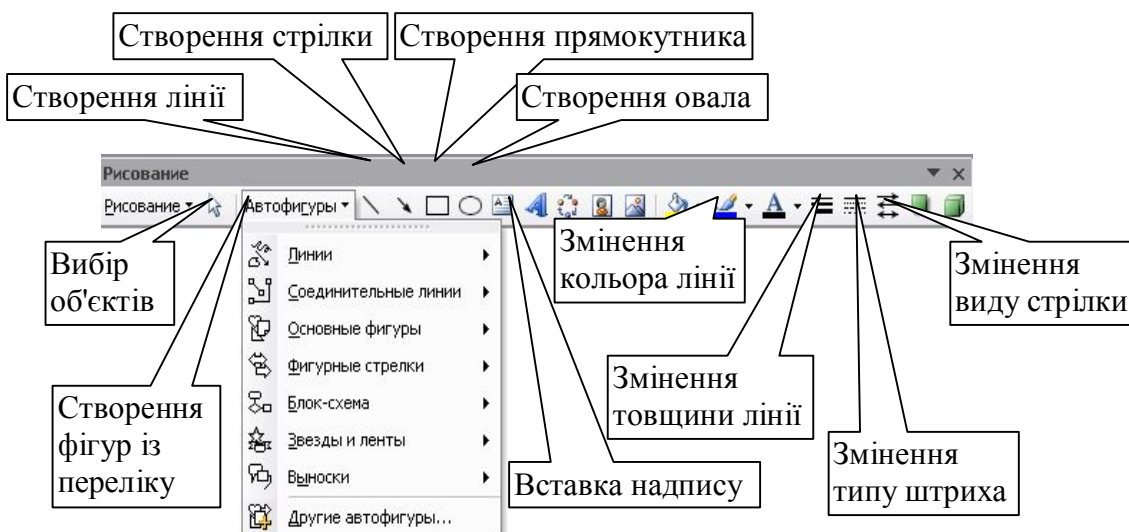 Створення стрілки
Створення прямокутника
Створення лінії
Створення овала
Рисование
Рисование
Автофигуры
Вибір
об'єктів
Змінення
кольора лінії
Змінення
виду стрілки
Линии
Соединительные линии
Основные фигуры
Фигурные стрелки
Блок-схема
Звезды и ленты
Выноски
Другие автофигуры...
Створення
фігур із
переліку
Змінення
товщини лінії
Вставка надпису
Змінення
типу штриха